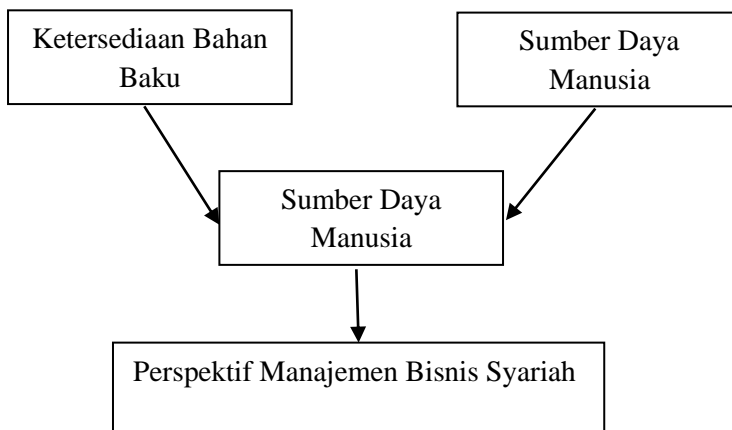 Ketersediaan Bahan
Baku
Sumber Daya
Manusia
Sumber Daya
Manusia
Perspektif Manajemen Bisnis Syariah